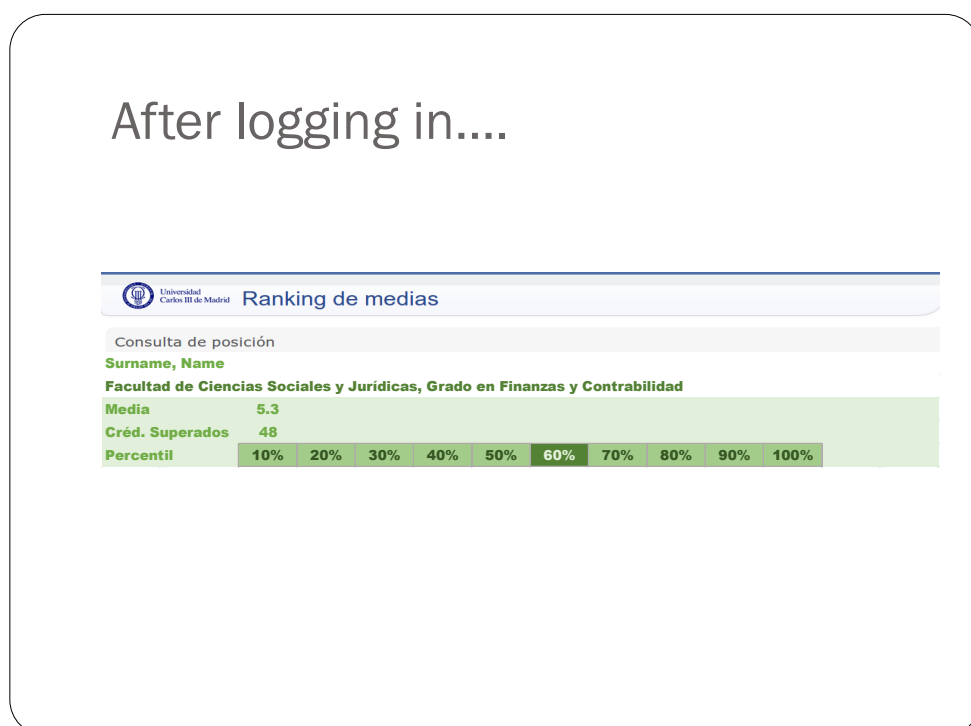 After logging in....
Universidad
Carlos III de Madrid
Ranking de medias
Consulta de posición
Surname, Name
Facultad de Ciencias Sociales y Jurídicas, Grado en Finanzas y Contrabilidad
Media 5.3
Créd. Superados 48
Percentil 10% 20% 30% 40% 50% 60% 70% 80% 90% 100%